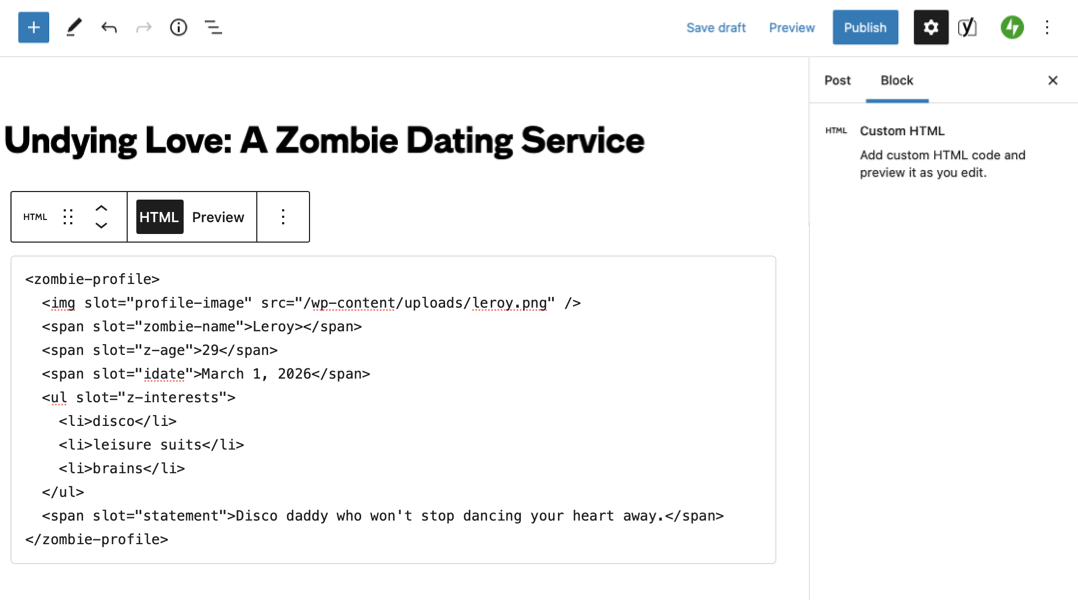 Save draft Preview Publish
Post Block
Undying Love: A Zombie Dating Service
HTML Custom HTML
Add custom HTML code and
preview it as you edit.
HTML HTML Preview
<zombie-profile>
<img slot="profile-image" src="/wp-content/uploads/leroy.png" />
<span slot="zombie-name">Leroy></span>
<span slot="z-age">29</span>
<span slot="idate">March 1, 2026</span>
<ul slot="z-interests">
<li>disco</li>
<li>leisure suits</li>
<li>brains</li>
</ul>
<span slot="statement">Disco daddy who won't stop dancing your heart away.</span>
</zombie-profile>